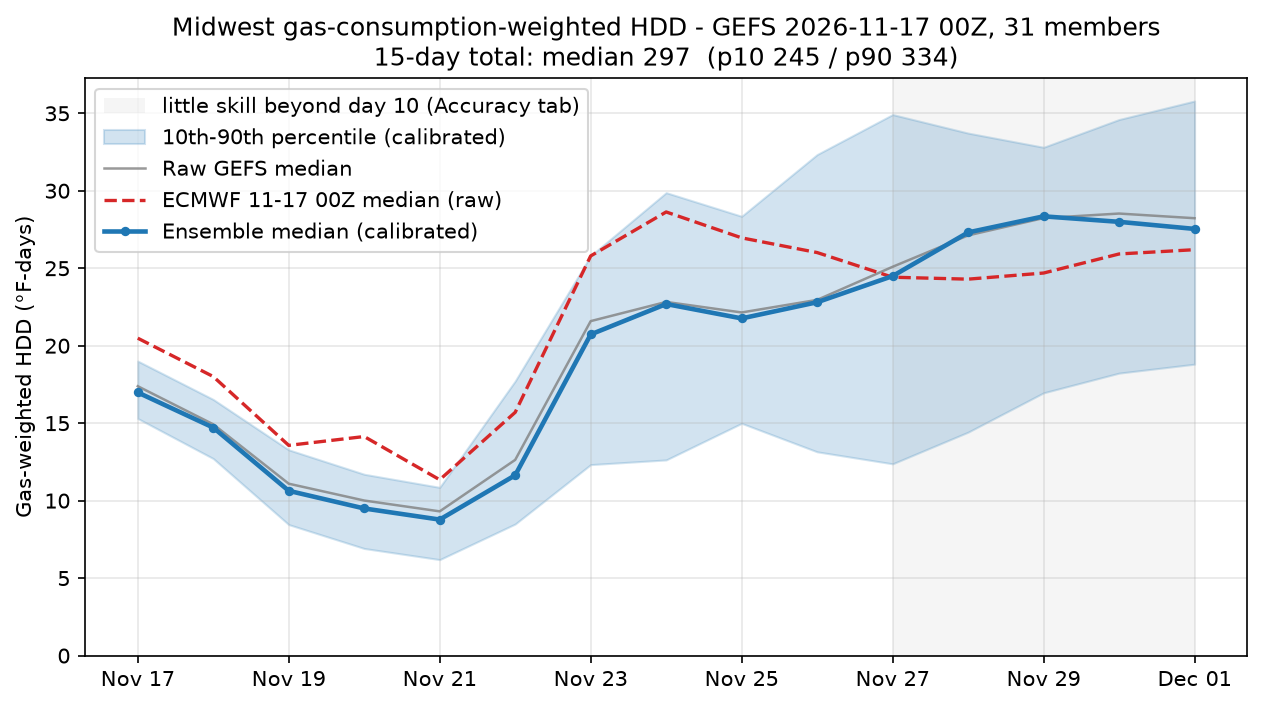 Midwest gas-consumption-weighted HDD - GEFS 2026-11-17 00Z, 31 members
15-day total: median 297  (p10 245 / p90 334)
little skill beyond day 10 (Accuracy tab)
10th-90th percentile (calibrated)
Raw GEFS median
ECMWF 11-17 00Z median (raw)
Ensemble median (calibrated)
Gas-weighted HDD (°F-days)
35
30
25
20
15
10
5
0
Nov 17
Nov 19
Nov 21
Nov 23
Nov 25
Nov 27
Nov 29
Dec 01